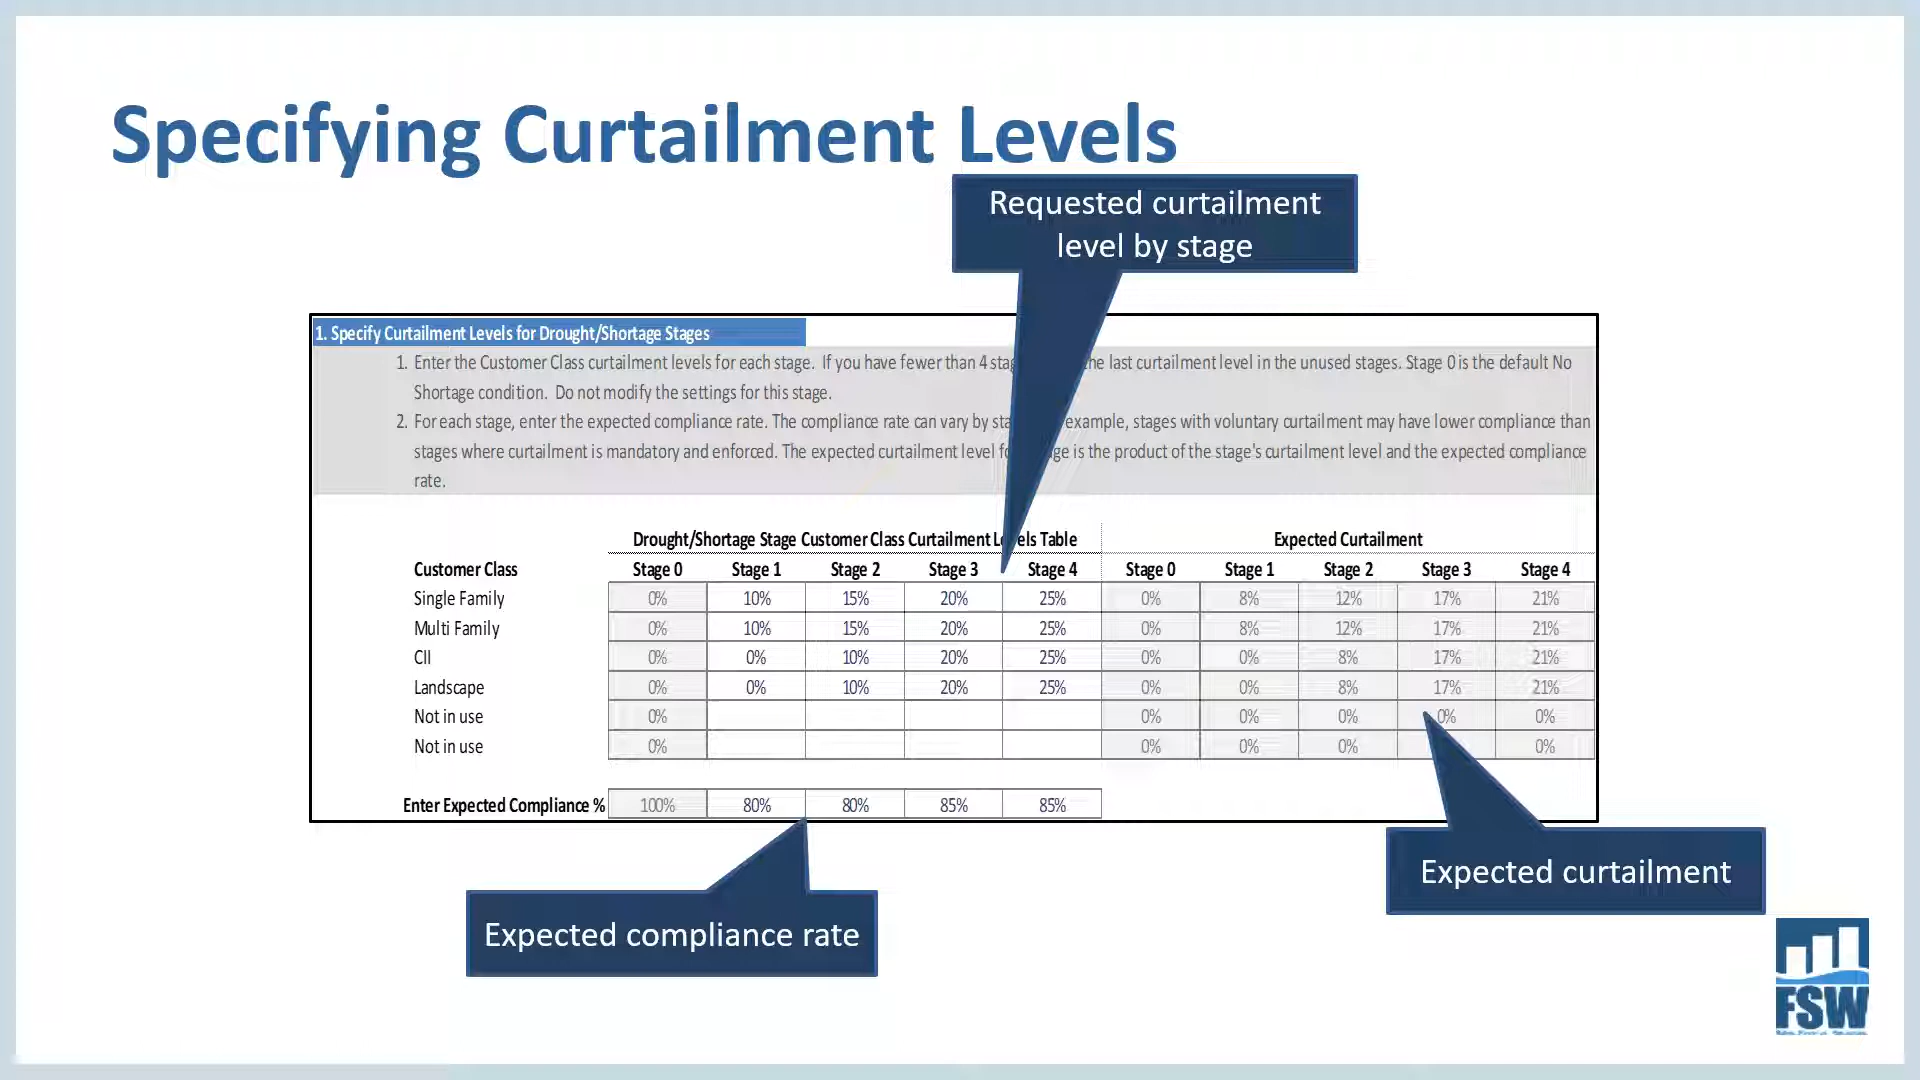 Specifying Curtailment Levels
Requested curtailment
level by stage
1. Specify Curtailment Levels for Drought/Shortage Stages
1. Enter the Customer Class curtailment levels for each stage. If you have fewer than 4 the last curtailment level in the unused stages. Stage 0 is the default No
Shortage condition. Do not modify the settings for this stage.
2. For each stage, enter the expected compliance rate. The compliance rate can vary by example, stages with voluntary curtailment may have lower compliance than
stages where curtailment is mandatory and enforced. The expected curtailment level is the product of the stage's curtailment level and the expected compliance
rate.
Drought/Shortage Stage Customer Class Curtailment Levels Table Expected Curtailment
Customer Class Stage 0 Stage 1 Stage 2 Stage 3 Stage 4 Stage 0 Stage 1 Stage 2 Stage 3 Stage 4
Single Family 0% 10% 15% 20% 25% 0% 8% 12% 17% 21%
Multi Family 0% 10% 15% 20% 25% 0% 8% 12% 17% 21%
CII 0% 0% 10% 20% 25% 0% 0% 8% 17% 21%
Landscape 0% 0% 10% 20% 25% 0% 0% 8% 17% 21%
Not in use 0% 0% 0% 0% 0% 0%
Not in use 0% 0% 0% 0% 0%
Enter Expected Compliance % 100% 80% 80% 85% 85%
Expected curtailment
Expected compliance rate
FSW